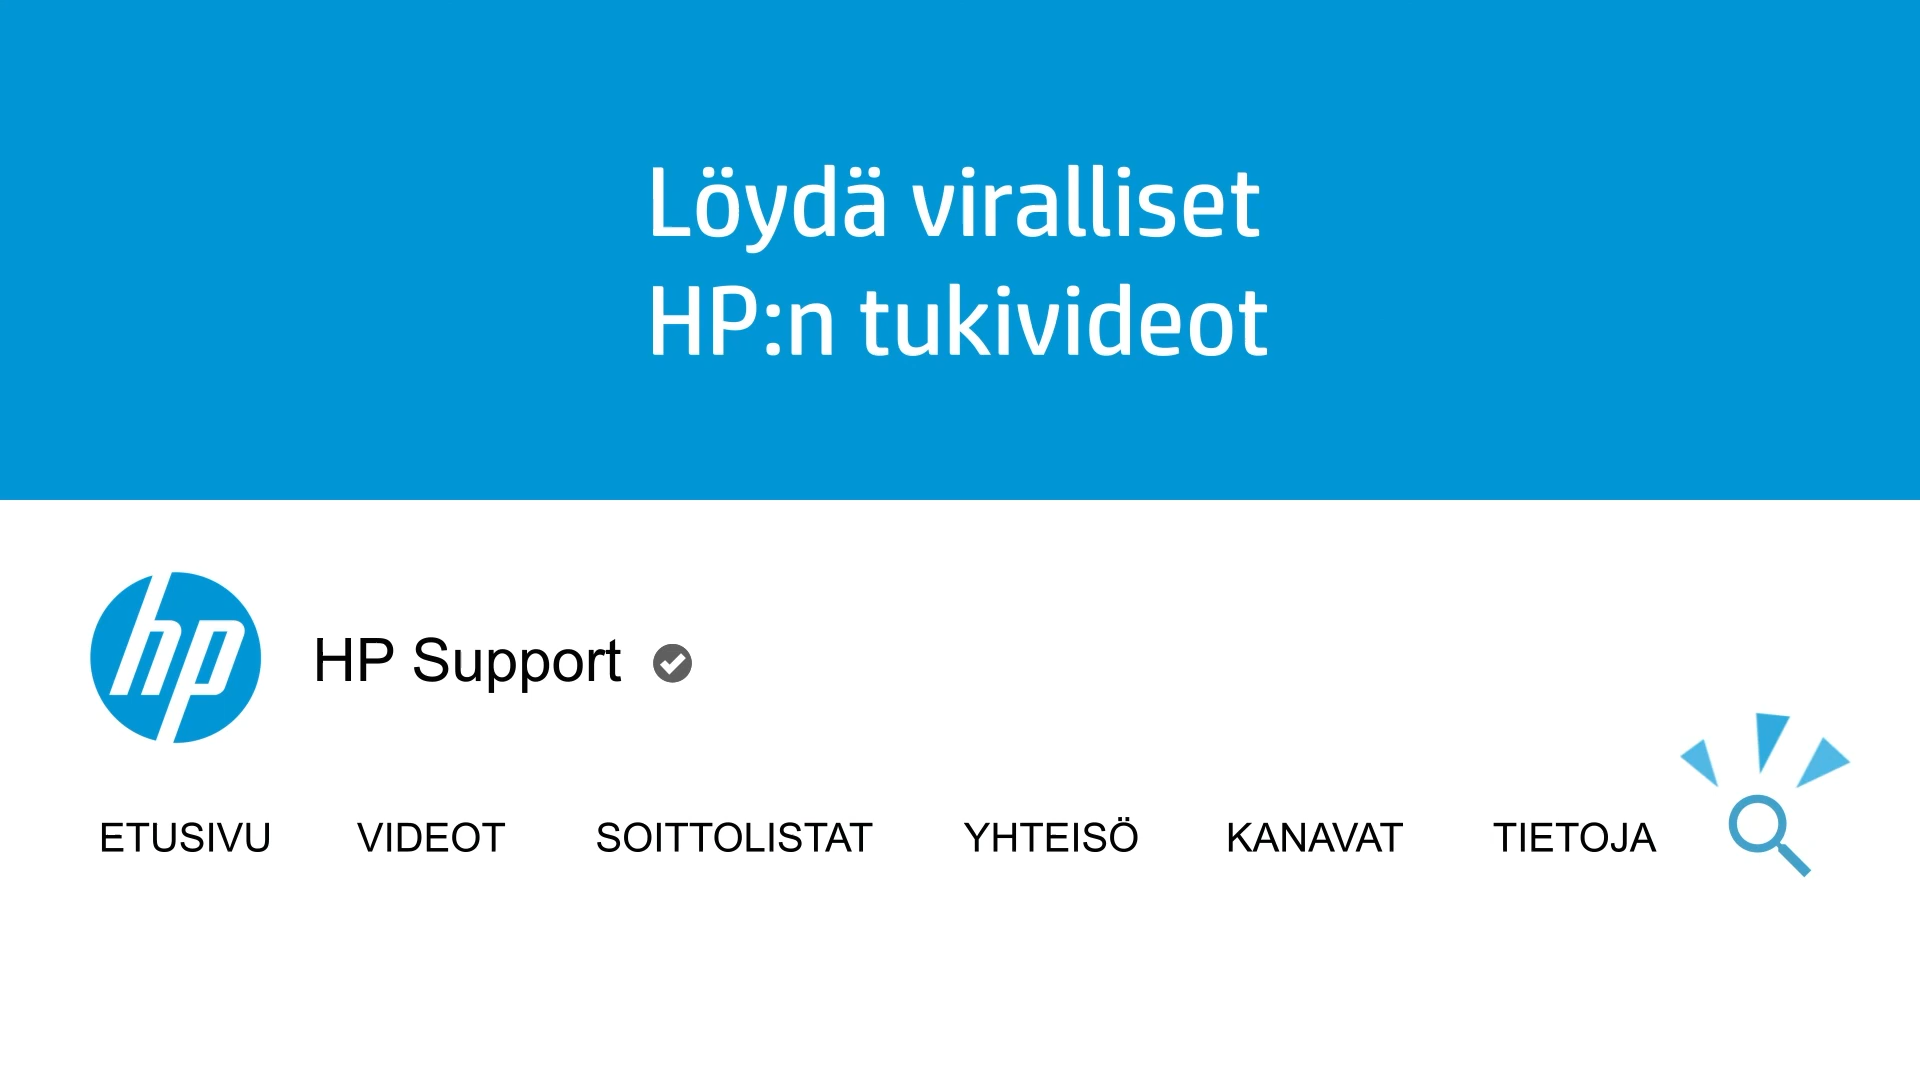 Löydä viralliset
HP:n tukivideot
hp
HP Support
ETUSIVU VIDEOT SOITTOLISTAT YHTEISÖ KANAVAT TIETOJA